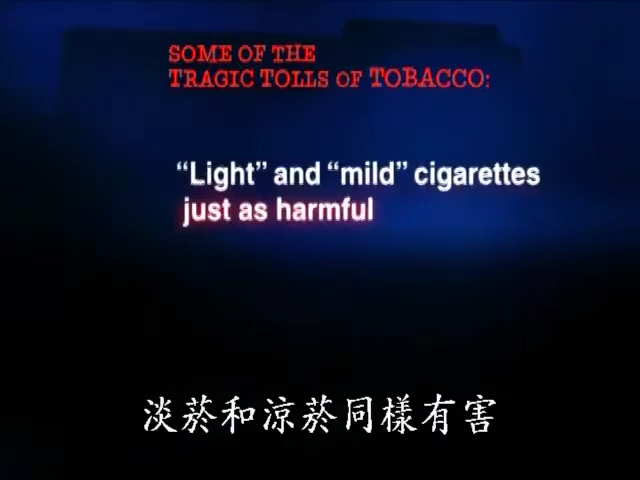 SOME OF THE
TRAGIC TOLLS OF TOBACCO:
“Light” and “mild” cigarettes
just as harmful
淡菸和涼菸同樣有害